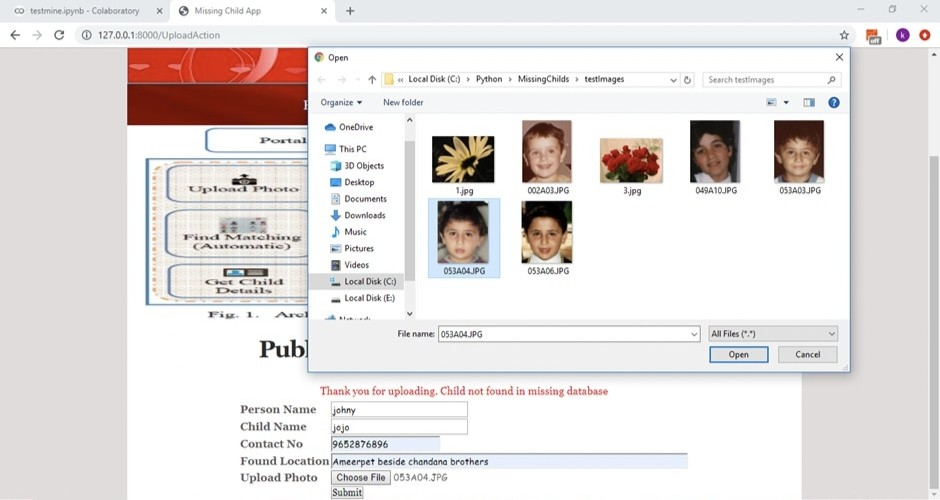 testmine.ipynb - Colaboratory
Missing Child App
127.0.0.1:8000/UploadAction
off
k
Open
Local Disk (C:) > Python > MissingChilds > testImages
Search testImages
Organize
New folder
OneDrive
This PC
3D Objects
Desktop
Documents
Downloads
Music
Pictures
Videos
Local Disk (C:)
Local Disk (E:)
1.jpg
002A03.JPG
3.jpg
049A10.JPG
053A03.JPG
053A04.JPG
053A06.JPG
File name: 053A04.JPG
All Files (*.*)
Open
Cancel
Portal
Upload Photo
Find Matching
(Automatic)
Get Child
Details
Fig. 1.
Thank you for uploading. Child not found in missing database
Person Name johny
Child Name jojo
Contact No 9652876896
Found Location Ameerpet beside chandana brothers
Upload Photo Choose File 053A04.JPG
Submit